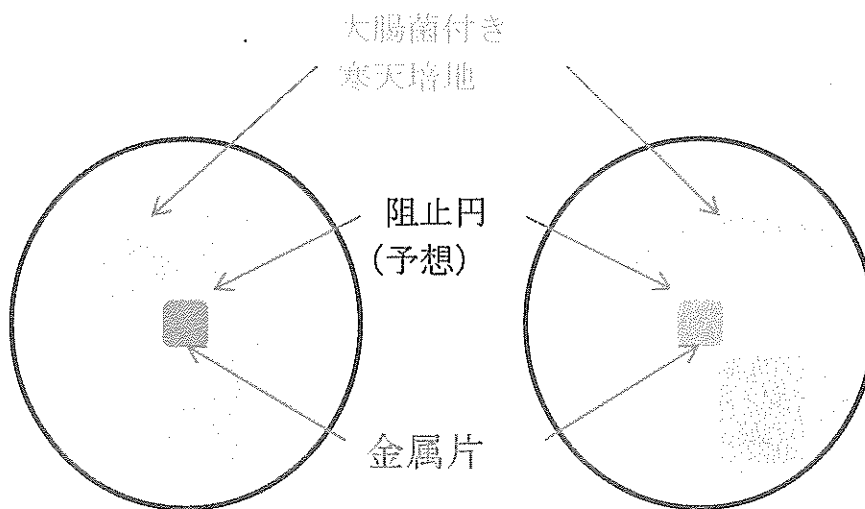 大腸菌付き
寒天培地
阻止円
(予想)
金属片